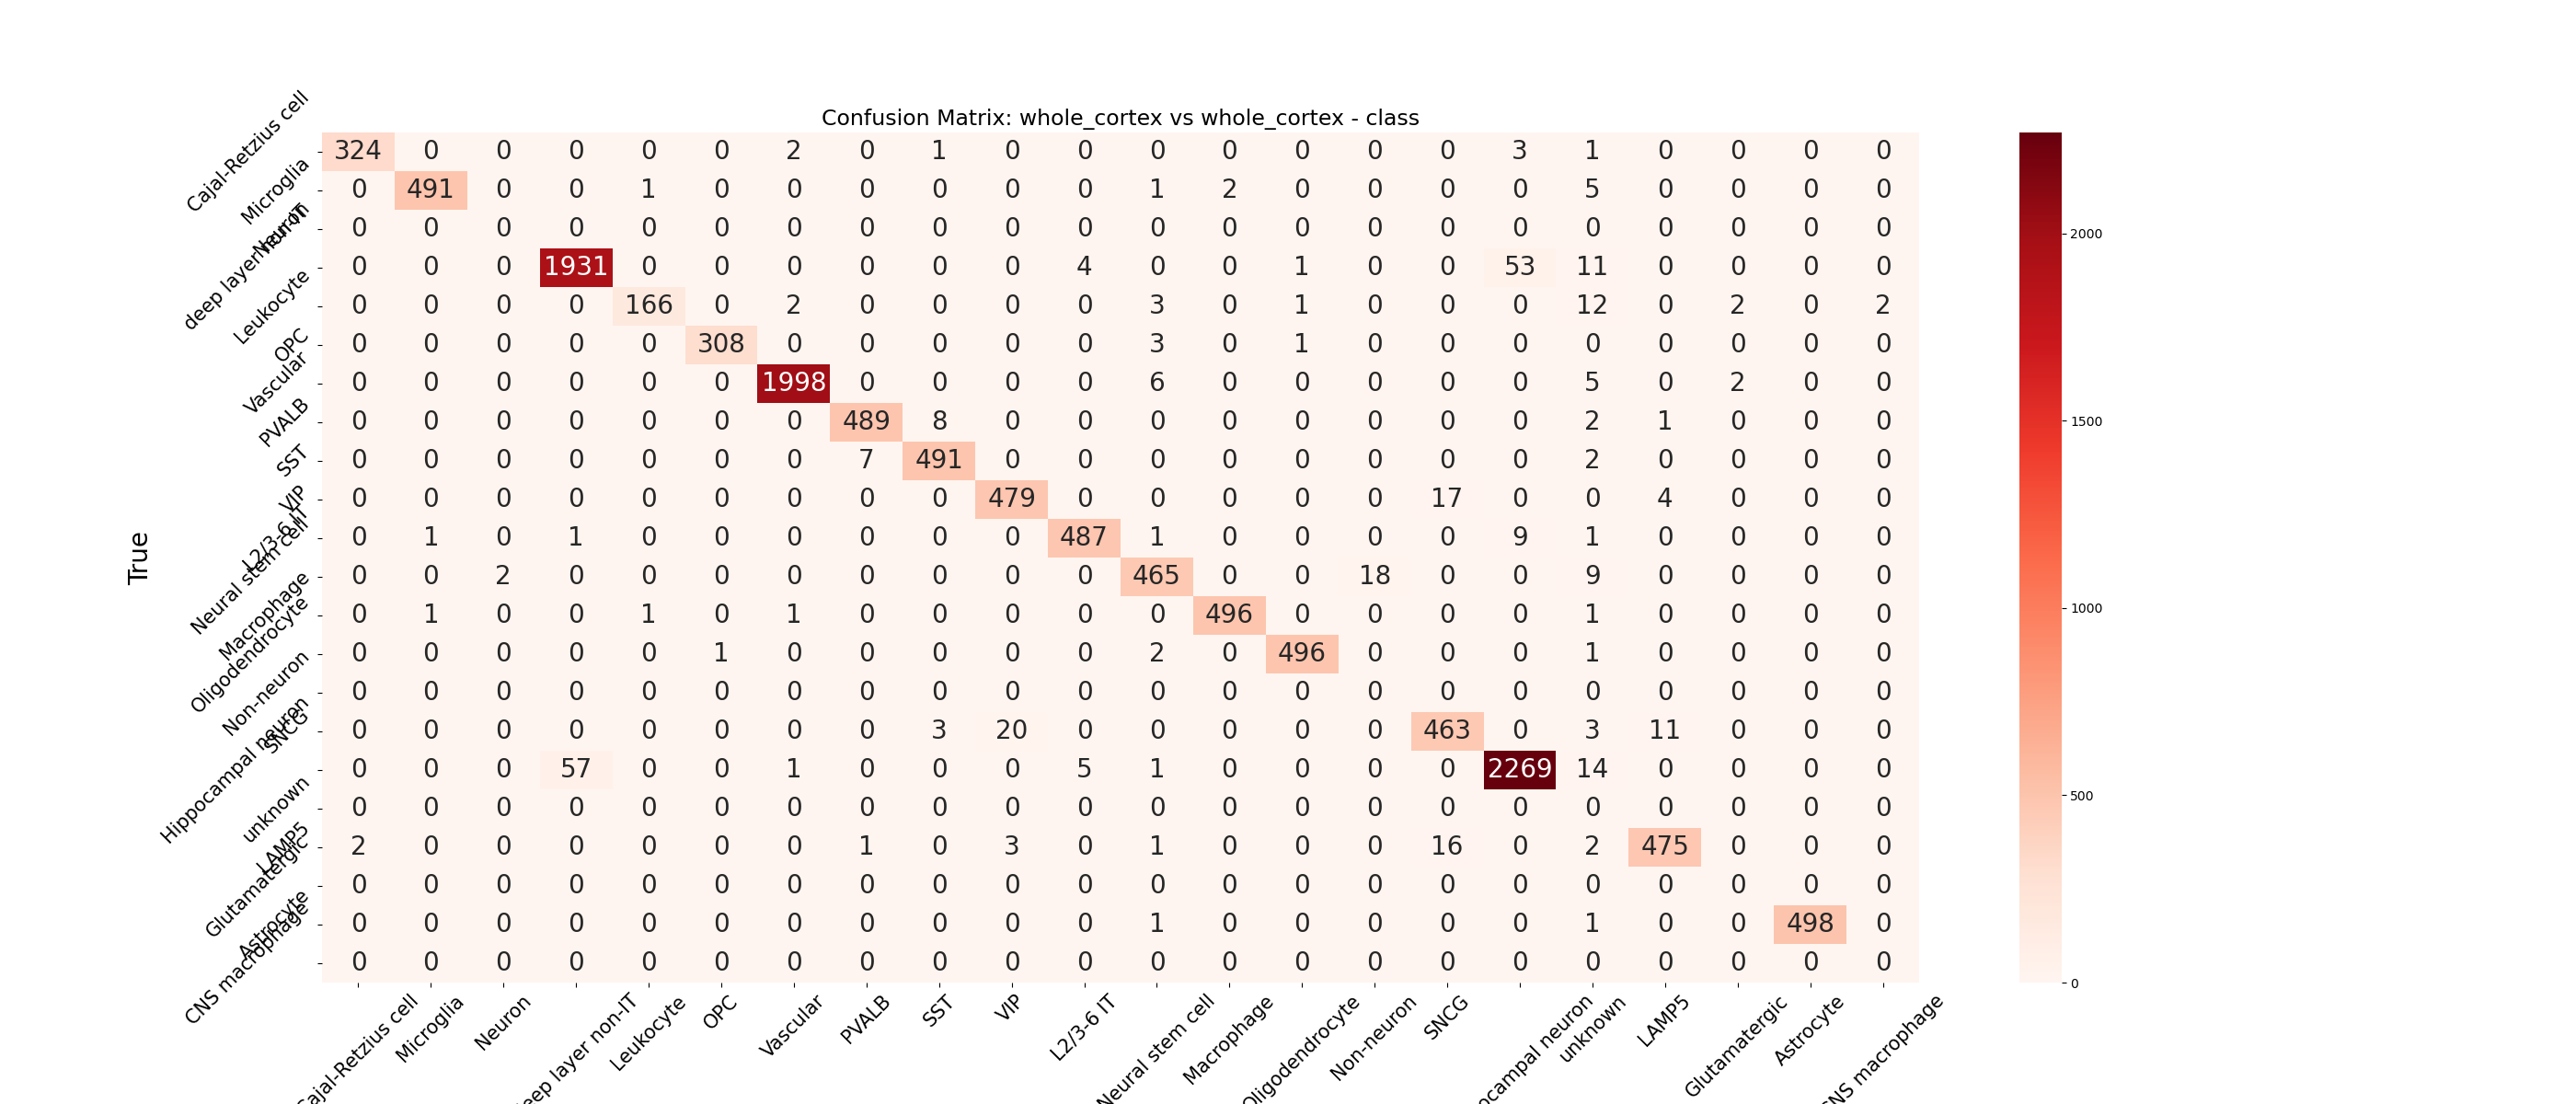 Confusion Matrix: whole_cortex vs whole_cortex - class
True
Cajal-Retzius cell 324 0 0 0 0 0 2 0 1 0 0 0 0 0 0 0 3 1 0 0 0 0
Microglia 0 491 0 0 1 0 0 0 0 0 0 1 2 0 0 0 0 5 0 0 0 0
Neuron 0 0 0 0 0 0 0 0 0 0 0 0 0 0 0 0 0 0 0 0 0 0
deep layer non-IT 0 0 0 1931 0 0 0 0 0 0 4 0 0 1 0 0 53 11 0 0 0 0
Leukocyte 0 0 0 0 166 0 2 0 0 0 0 3 0 1 0 0 0 12 0 2 0 2
OPC 0 0 0 0 0 308 0 0 0 0 0 3 0 1 0 0 0 0 0 0 0 0
Vascular 0 0 0 0 0 0 1998 0 0 0 0 6 0 0 0 0 0 5 0 2 0 0
PVALB 0 0 0 0 0 0 0 489 8 0 0 0 0 0 0 0 0 2 1 0 0 0
SST 0 0 0 0 0 0 0 7 491 0 0 0 0 0 0 0 0 2 0 0 0 0
VIP 0 0 0 0 0 0 0 0 0 479 0 0 0 0 0 17 0 0 4 0 0 0
L2/3-6 IT 0 1 0 1 0 0 0 0 0 0 487 1 0 0 0 0 9 1 0 0 0 0
Neural stem cell 0 0 2 0 0 0 0 0 0 0 0 465 0 0 18 0 0 9 0 0 0 0
Macrophage 0 1 0 0 1 0 1 0 0 0 0 0 496 0 0 0 0 1 0 0 0 0
Oligodendrocyte 0 0 0 0 0 1 0 0 0 0 0 2 0 496 0 0 0 1 0 0 0 0
Non-neuron 0 0 0 0 0 0 0 0 0 0 0 0 0 0 0 0 0 0 0 0 0 0
SNCG 0 0 0 0 0 0 0 0 3 20 0 0 0 0 0 463 0 3 11 0 0 0
Hippocampal neuron 0 0 0 57 0 0 1 0 0 0 5 1 0 0 0 0 2269 14 0 0 0 0
unknown 0 0 0 0 0 0 0 0 0 0 0 0 0 0 0 0 0 0 0 0 0 0
LAMP5 2 0 0 0 0 0 0 1 0 3 0 1 0 0 0 16 0 2 475 0 0 0
Glutamatergic 0 0 0 0 0 0 0 0 0 0 0 0 0 0 0 0 0 0 0 0 0 0
Astrocyte 0 0 0 0 0 0 0 0 0 0 0 1 0 0 0 0 0 1 0 0 498 0
CNS macrophage 0 0 0 0 0 0 0 0 0 0 0 0 0 0 0 0 0 0 0 0 0 0
Cajal-Retzius cell
Microglia
Neuron
eep layer non-IT
Leukocyte
OPC
Vascular
PVALB
SST
VIP
L2/3-6 IT
Neural stem cell
Macrophage
Oligodendrocyte
Non-neuron
SNCG
ocampal neuron
unknown
LAMP5
Glutamatergic
Astrocyte
CNS macrophage
2000
1500
1000
500
0